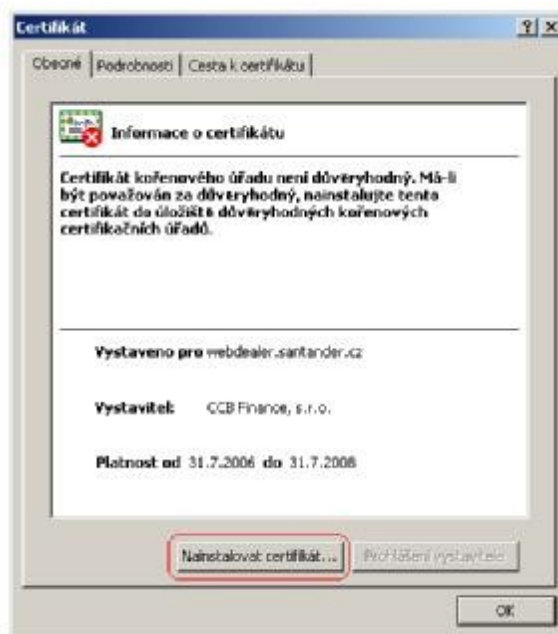 Certifikát
Obecné Podrobnosti Cesta k certifikátu
Informace o certifikátu
Certifikát kořenového úřadu není důvěryhodný. Má-li
být považován za důvěryhodný, nainstalujte tento
certifikát do úložiště důvěryhodných kořenových
certifikačních úřadů.
Vystaveno pro webdealer.santander.cz
Vystavitel: CCB Finance, s.r.o.
Platnost od 31.7.2006 do 31.7.2008
Nainstalovat certifikát... Prohlášení vystavitele
OK